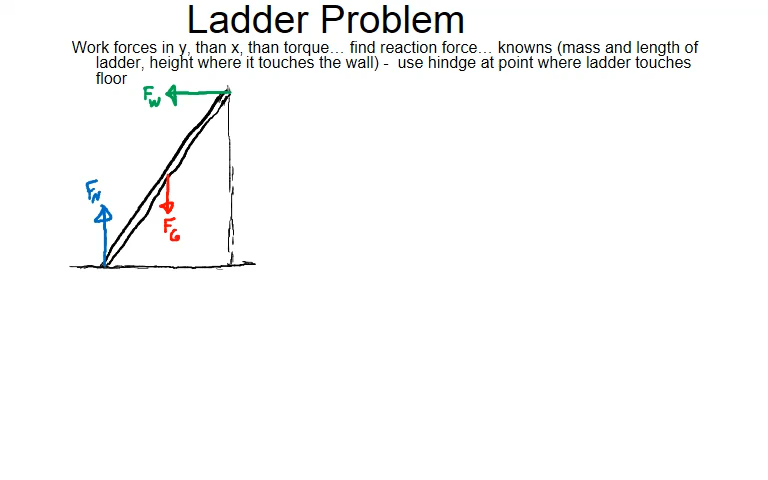 Ladder Problem
Work forces in y, than x, than torque... find reaction force... knowns (mass and length of
ladder, height where it touches the wall) - use hindge at point where ladder touches
floor
FW
FN
FG